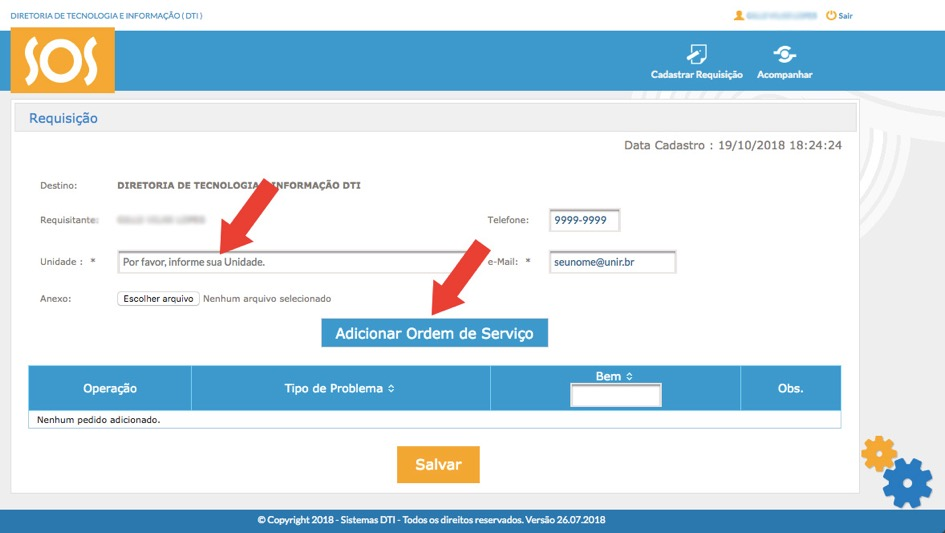 DIRETORIA DE TECNOLOGIA E INFORMAÇÃO ( DTI )
Sair
SOS
Cadastrar Requisição
Acompanhar
Requisição
Data Cadastro : 19/10/2018 18:24:24
Destino: DIRETORIA DE TECNOLOGIA INFORMAÇÃO DTI
Requisitante:
Telefone: 9999-9999
Unidade : * Por favor, informe sua Unidade.
e-Mail: * seunome@unir.br
Anexo: Escolher arquivo Nenhum arquivo selecionado
Adicionar Ordem de Serviço
Operação Tipo de Problema Bem Obs.
Nenhum pedido adicionado.
Salvar
© Copyright 2018 - Sistemas DTI - Todos os direitos reservados. Versão 26.07.2018